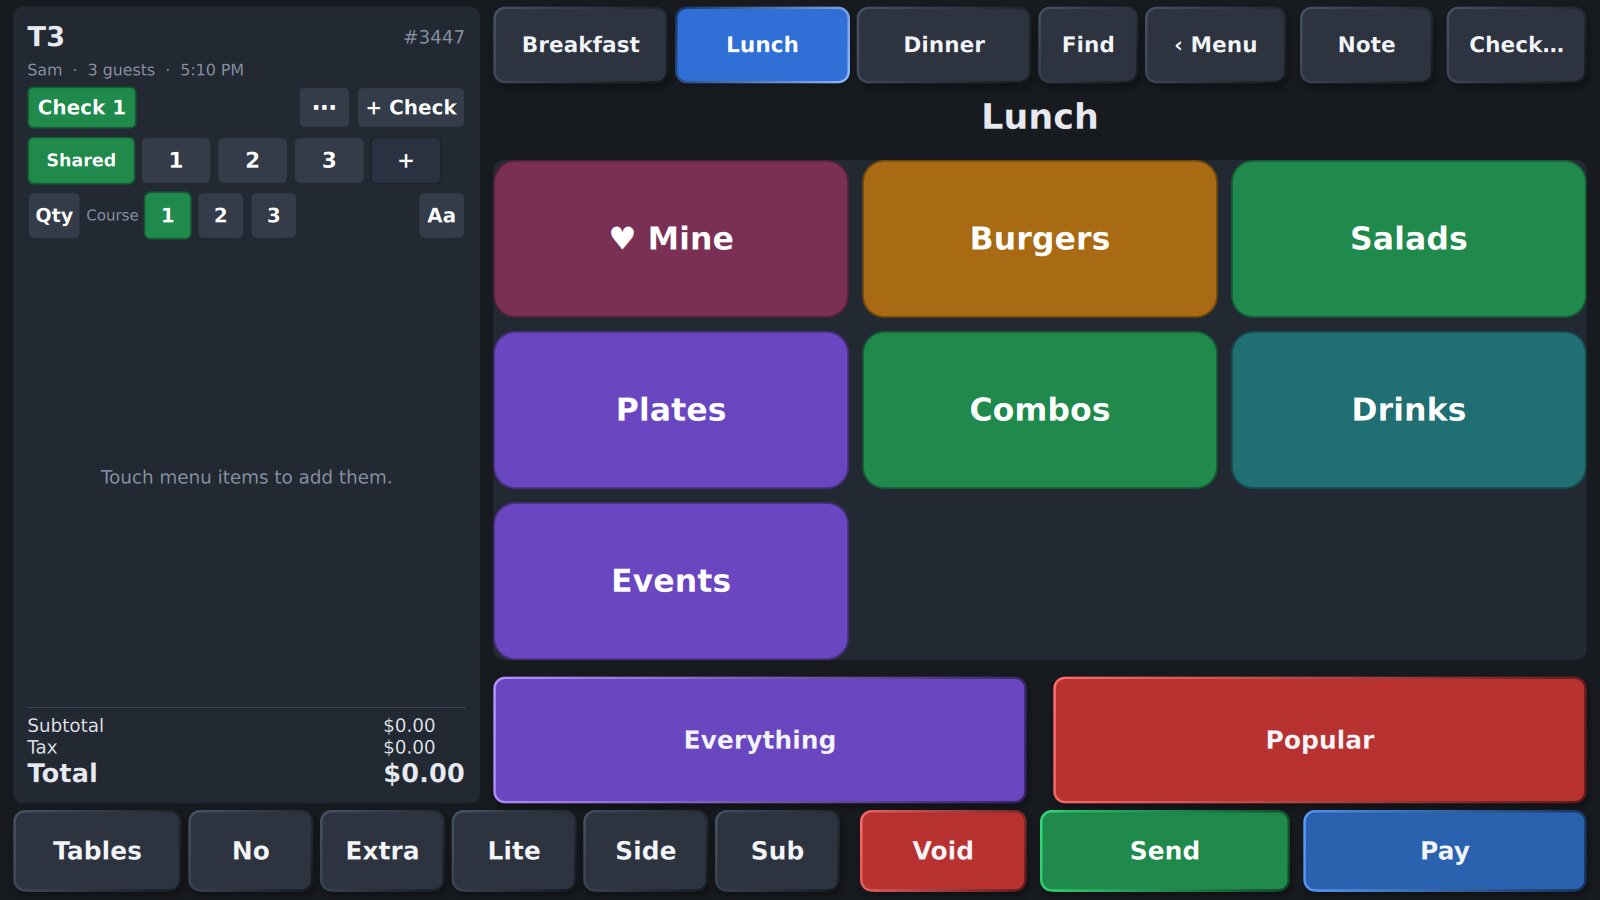 T3
#3447
Sam · 3 guests · 5:10 PM
Check 1
...
+ Check
Shared
1
2
3
+
Qty
Course
1
2
3
Aa
Touch menu items to add them.
Subtotal $0.00
Tax $0.00
Total $0.00
Breakfast
Lunch
Dinner
Find
‹ Menu
Note
Check...
Lunch
♥ Mine
Burgers
Salads
Plates
Combos
Drinks
Events
Everything
Popular
Tables
No
Extra
Lite
Side
Sub
Void
Send
Pay